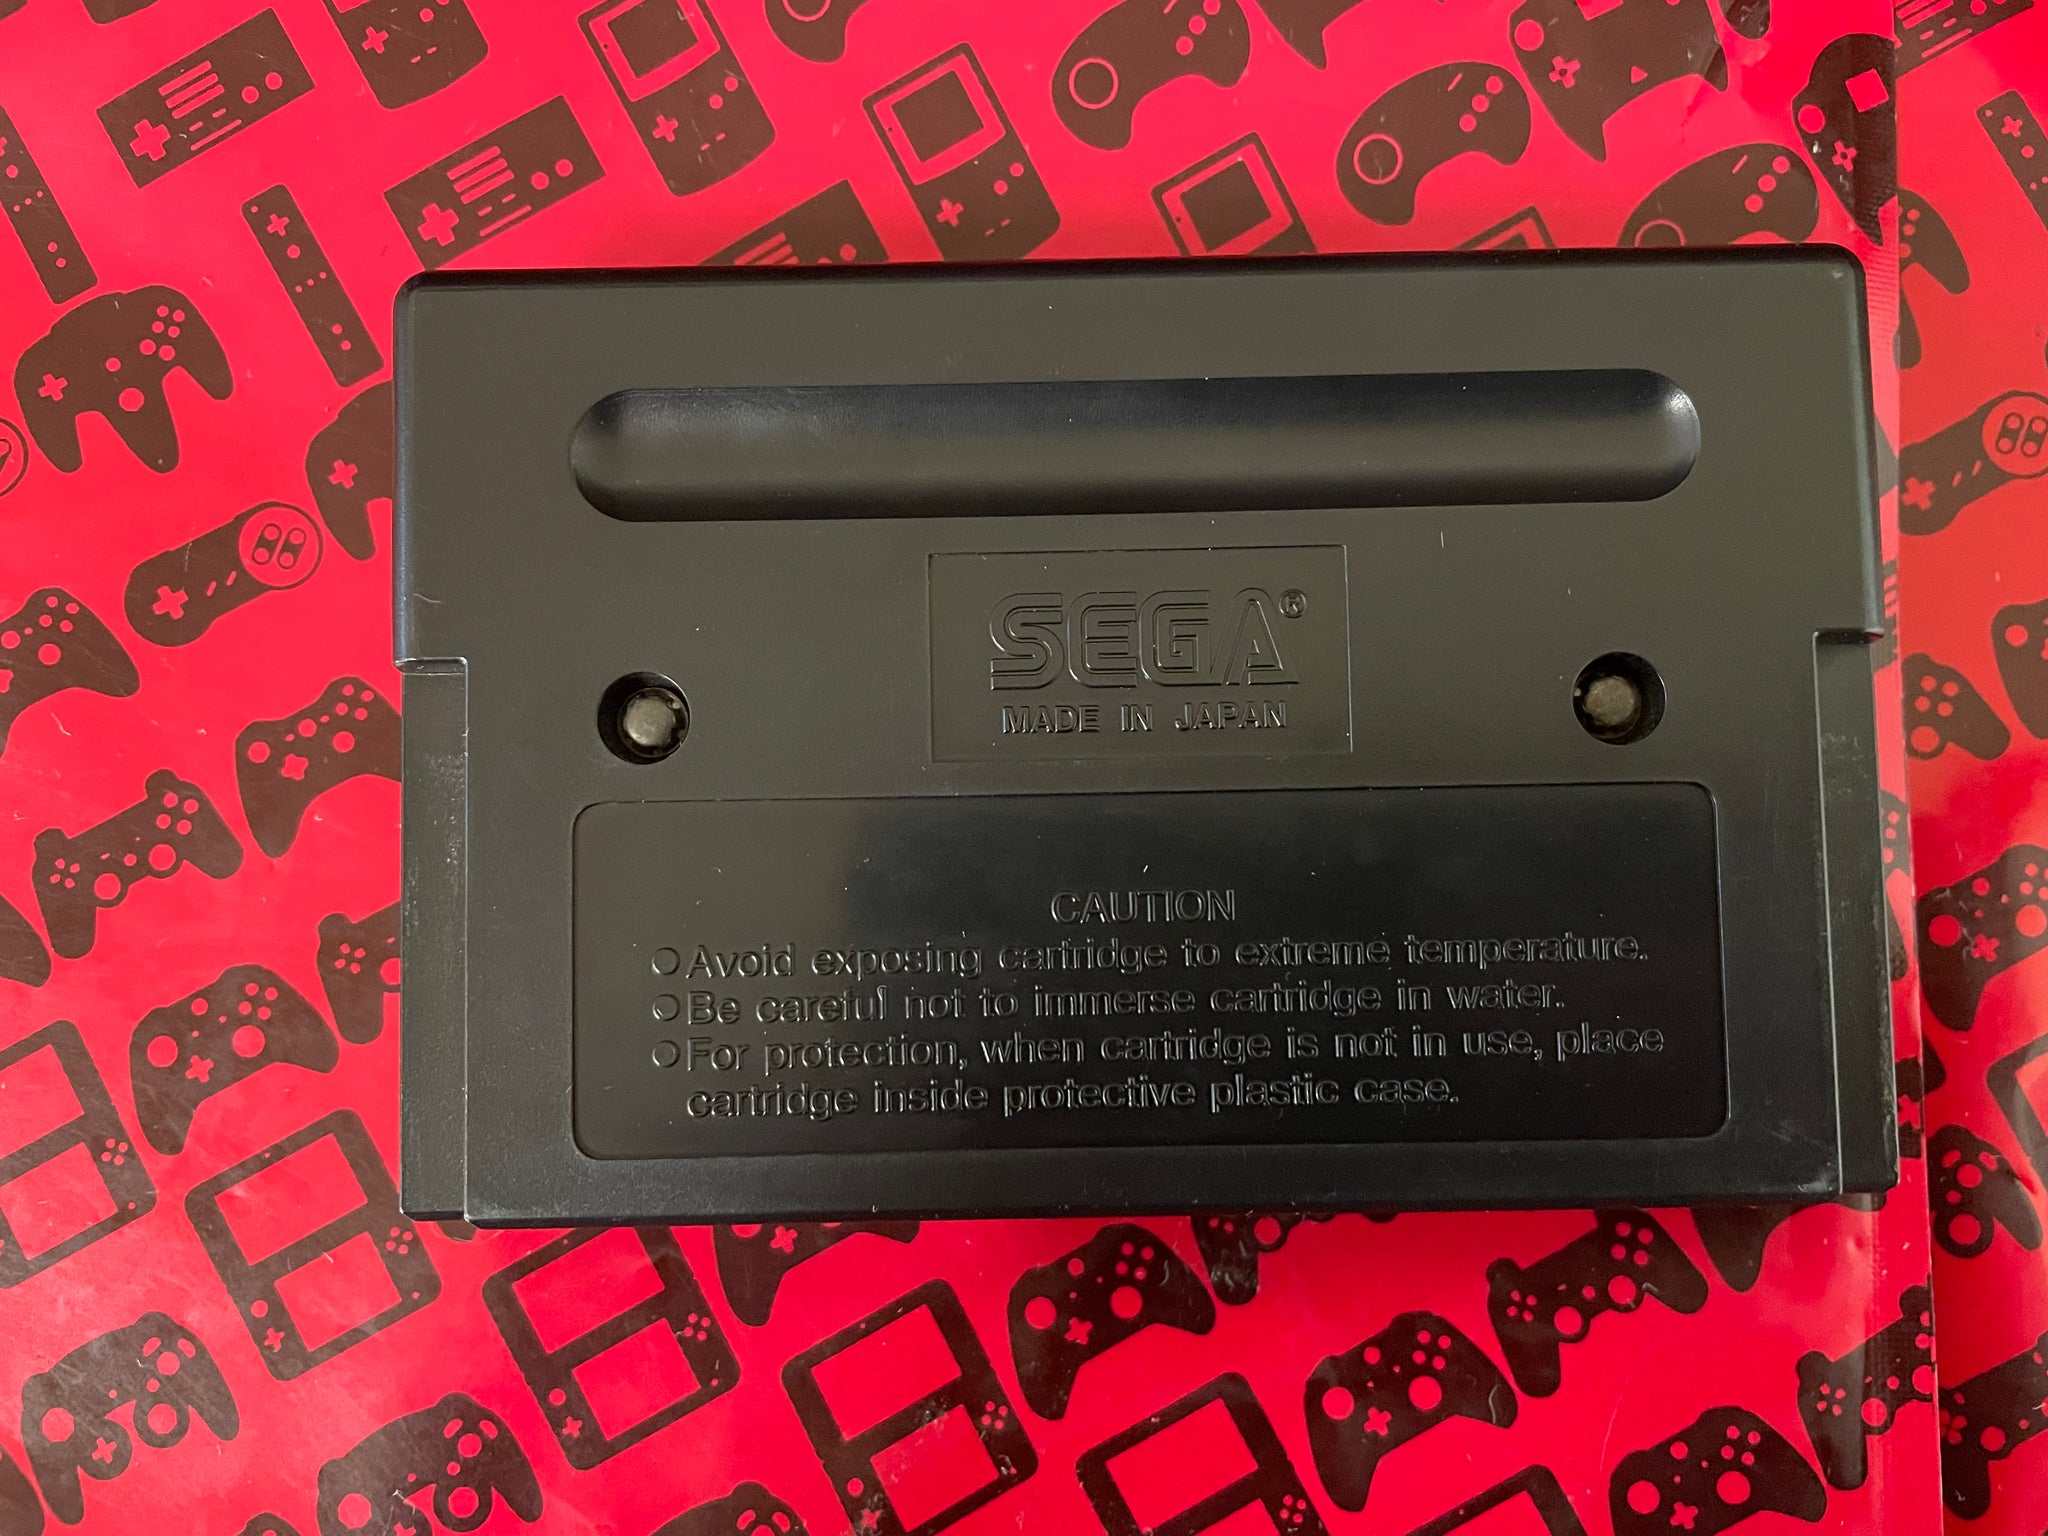 SEGA®
MADE IN JAPAN
CAUTION
○Avoid exposing cartridge to extreme temperature.
○Be careful not to immerse cartridge in water.
○For protection, when cartridge is not in use, place
cartridge inside protective plastic case.